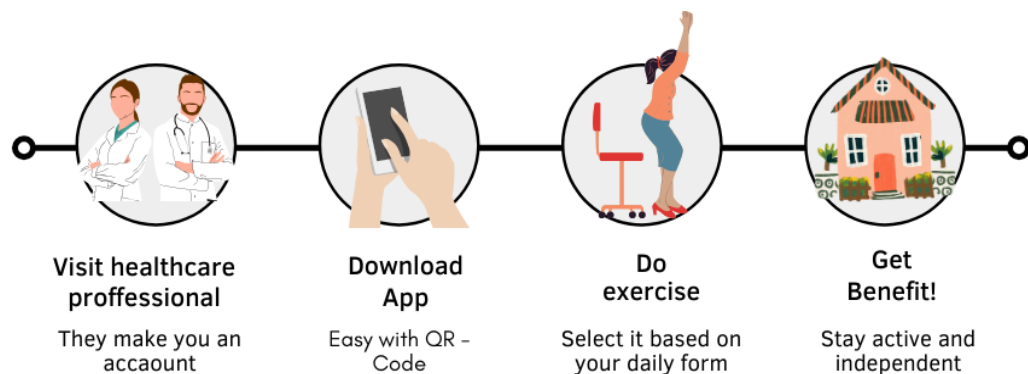 Visit healthcare
proffessional
They make you an
accaount
Download
App
Easy with QR –
Code
Do
exercise
Select it based on
your daily form
Get
Benefit!
Stay active and
independent